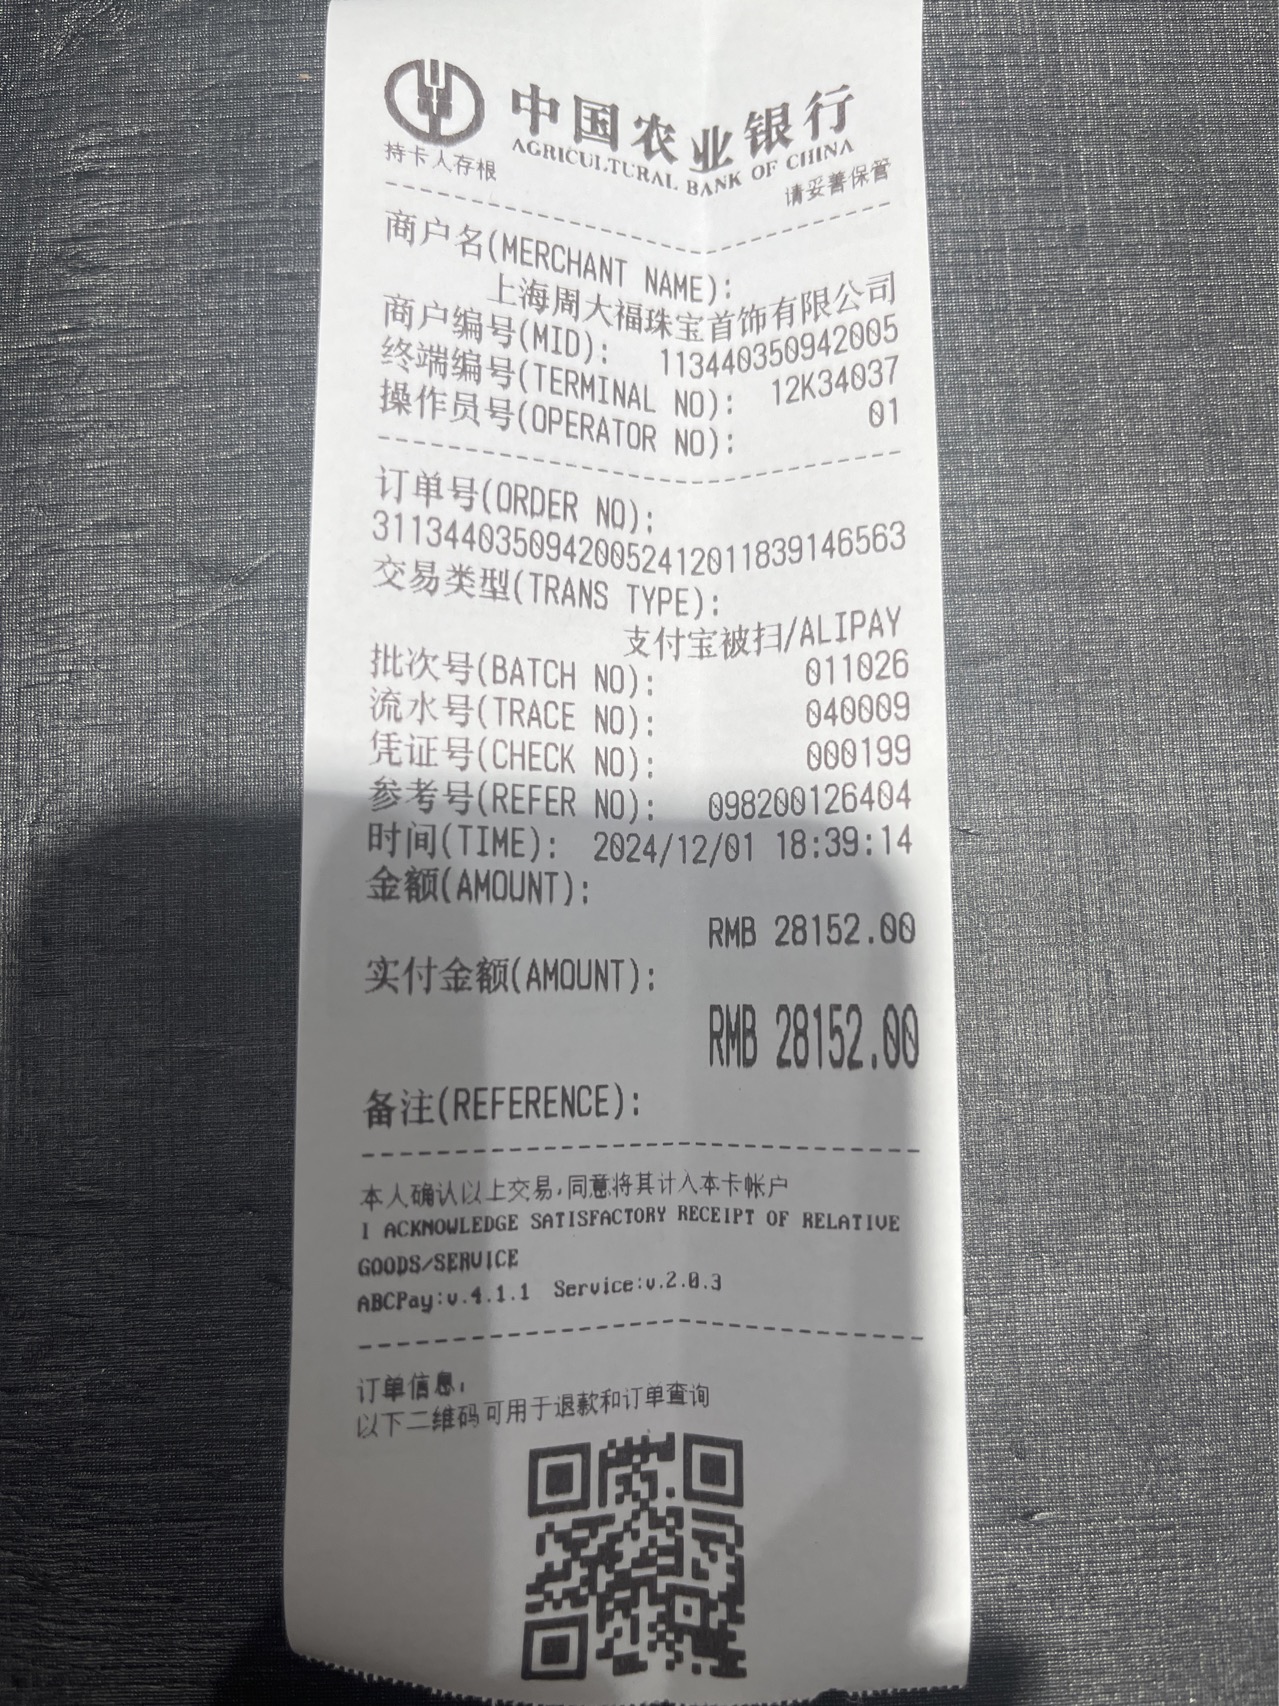 中国农业银行
AGRICULTURAL BANK OF CHINA
持卡人存根 请妥善保管
商户名(MERCHANT NAME):
上海周大福珠宝首饰有限公司
商户编号(MID): 113440350942005
终端编号(TERMINAL NO): 12K34037
操作员号(OPERATOR NO): 01
订单号(ORDER NO):
31134403509420052412011839146563
交易类型(TRANS TYPE):
支付宝被扫/ALIPAY
批次号(BATCH NO): 011026
流水号(TRACE NO): 040009
凭证号(CHECK NO): 000199
参考号(REFER NO): 098200126404
时间(TIME): 2024/12/01 18:39:14
金额(AMOUNT):
RMB 28152.00
实付金额(AMOUNT):
RMB 28152.00
备注(REFERENCE):
本人确认以上交易,同意将其计入本卡帐户
I ACKNOWLEDGE SATISFACTORY RECEIPT OF RELATIVE
GOODS/SERVICE
ABCPay:v.4.1.1 Service:v.2.0.3
订单信息:
以下二维码可用于退款和订单查询